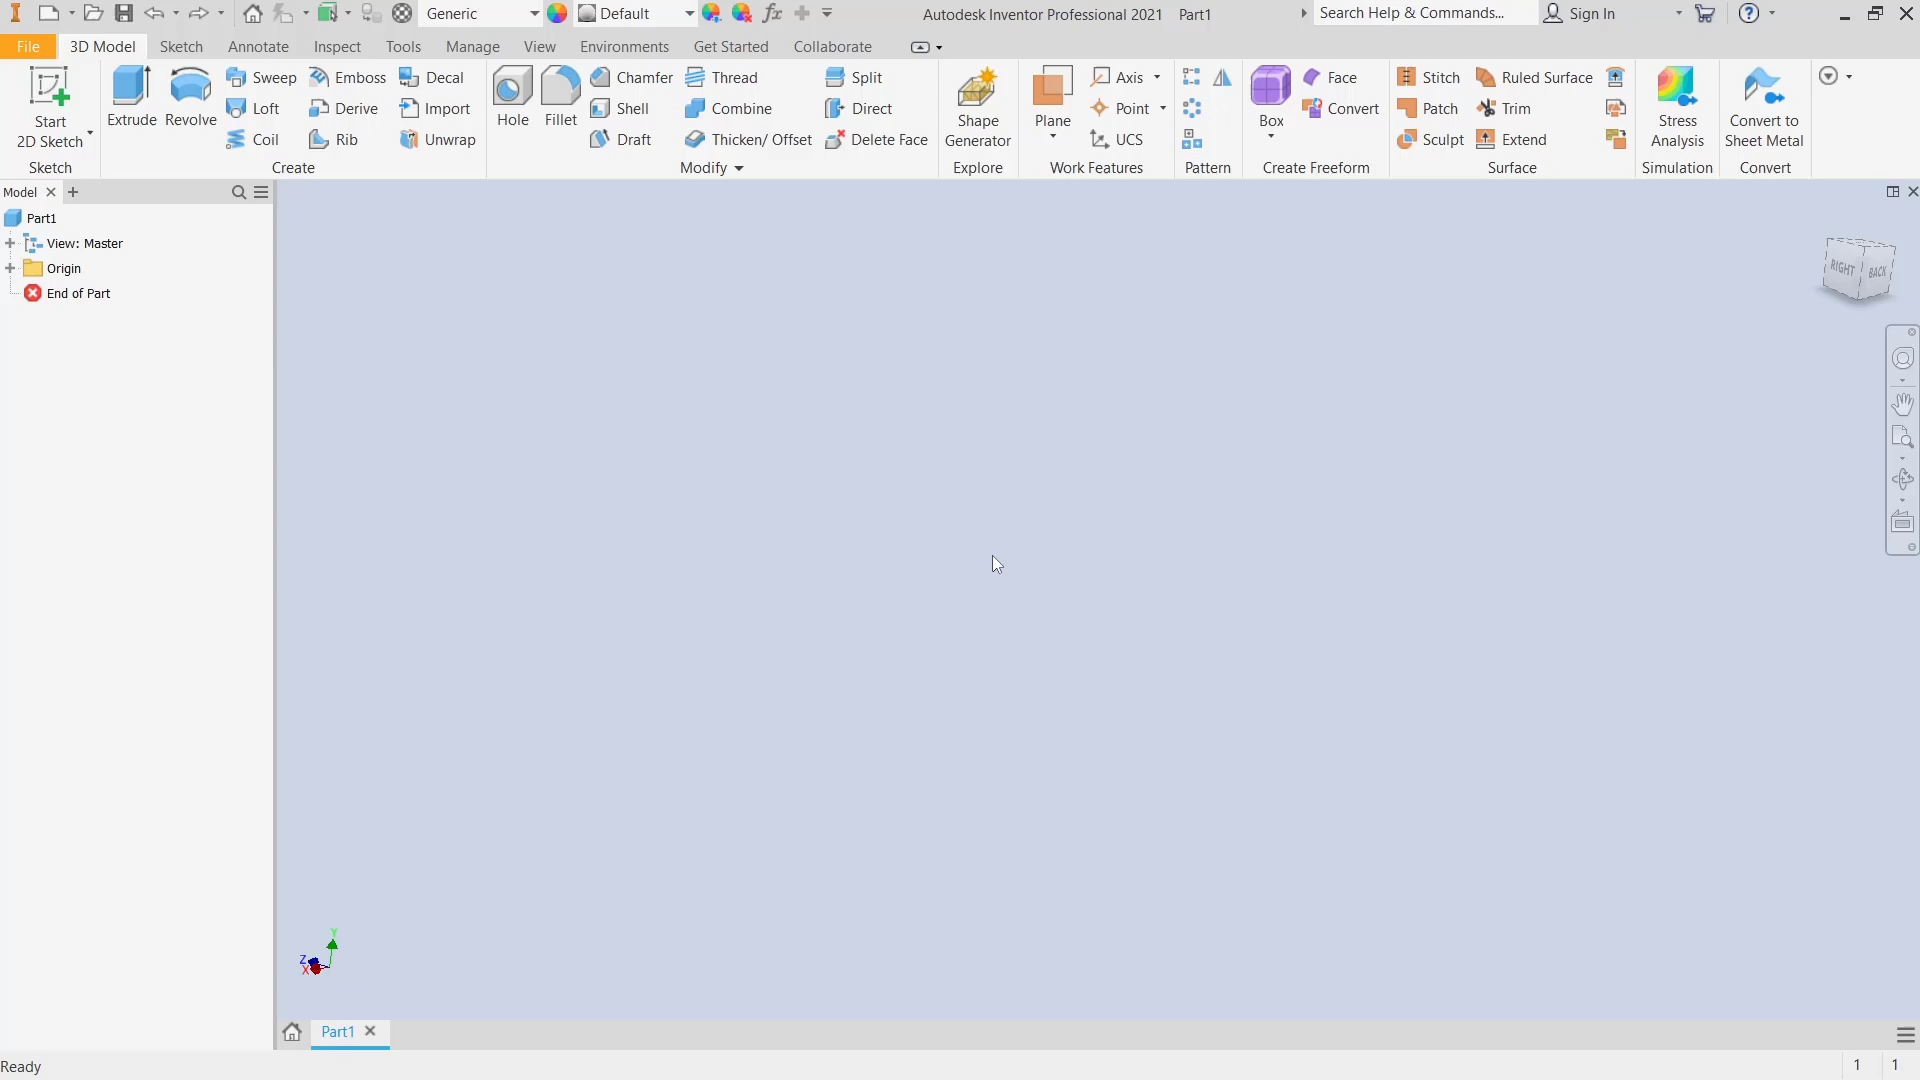 Generic
Default
Autodesk Inventor Professional 2021 Part1
Search Help & Commands...
Sign In
File
3D Model
Sketch
Annotate
Inspect
Tools
Manage
View
Environments
Get Started
Collaborate
Start
2D Sketch
Sketch
Extrude
Revolve
Sweep
Loft
Coil
Emboss
Derive
Rib
Decal
Import
Unwrap
Create
Hole
Fillet
Chamfer
Shell
Draft
Thread
Combine
Thicken/ Offset
Split
Direct
Delete Face
Modify
Shape
Generator
Explore
Plane
Axis
Point
UCS
Work Features
Pattern
Box
Face
Convert
Create Freeform
Stitch
Patch
Sculpt
Ruled Surface
Trim
Extend
Surface
Stress
Analysis
Simulation
Convert to
Sheet Metal
Convert
Model
Part1
View: Master
Origin
End of Part
RIGHT
BACK
Y
Z
X
Part1
Ready
1
1